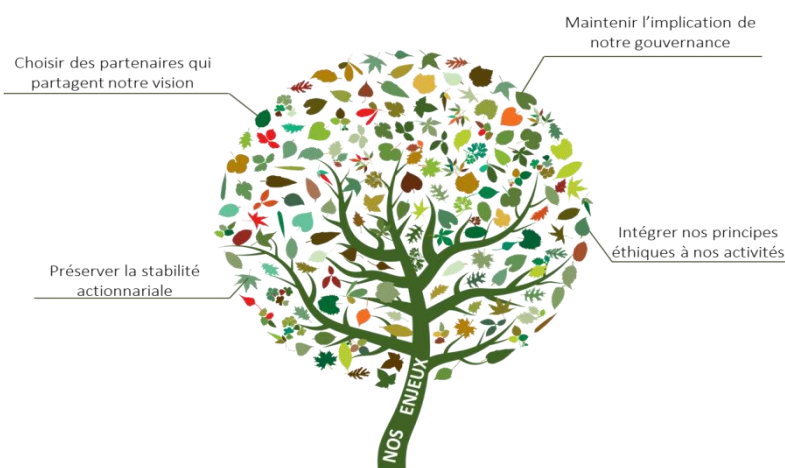 Maintenir l'implication de
notre gouvernance
Choisir des partenaires qui
partagent notre vision
Intégrer nos principes
éthiques à nos activités
Préserver la stabilité
actionnariale
NOS ENJEUX